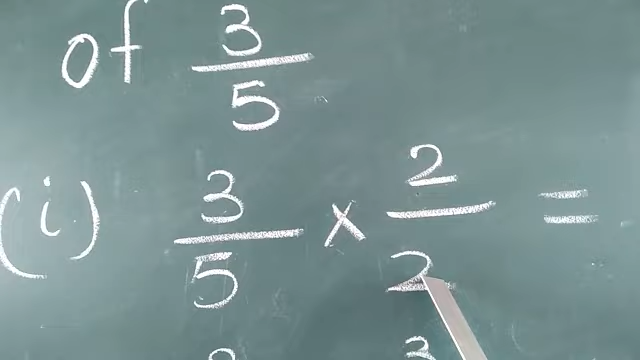 of 3/5
(i) 3/5 × 2/2 =